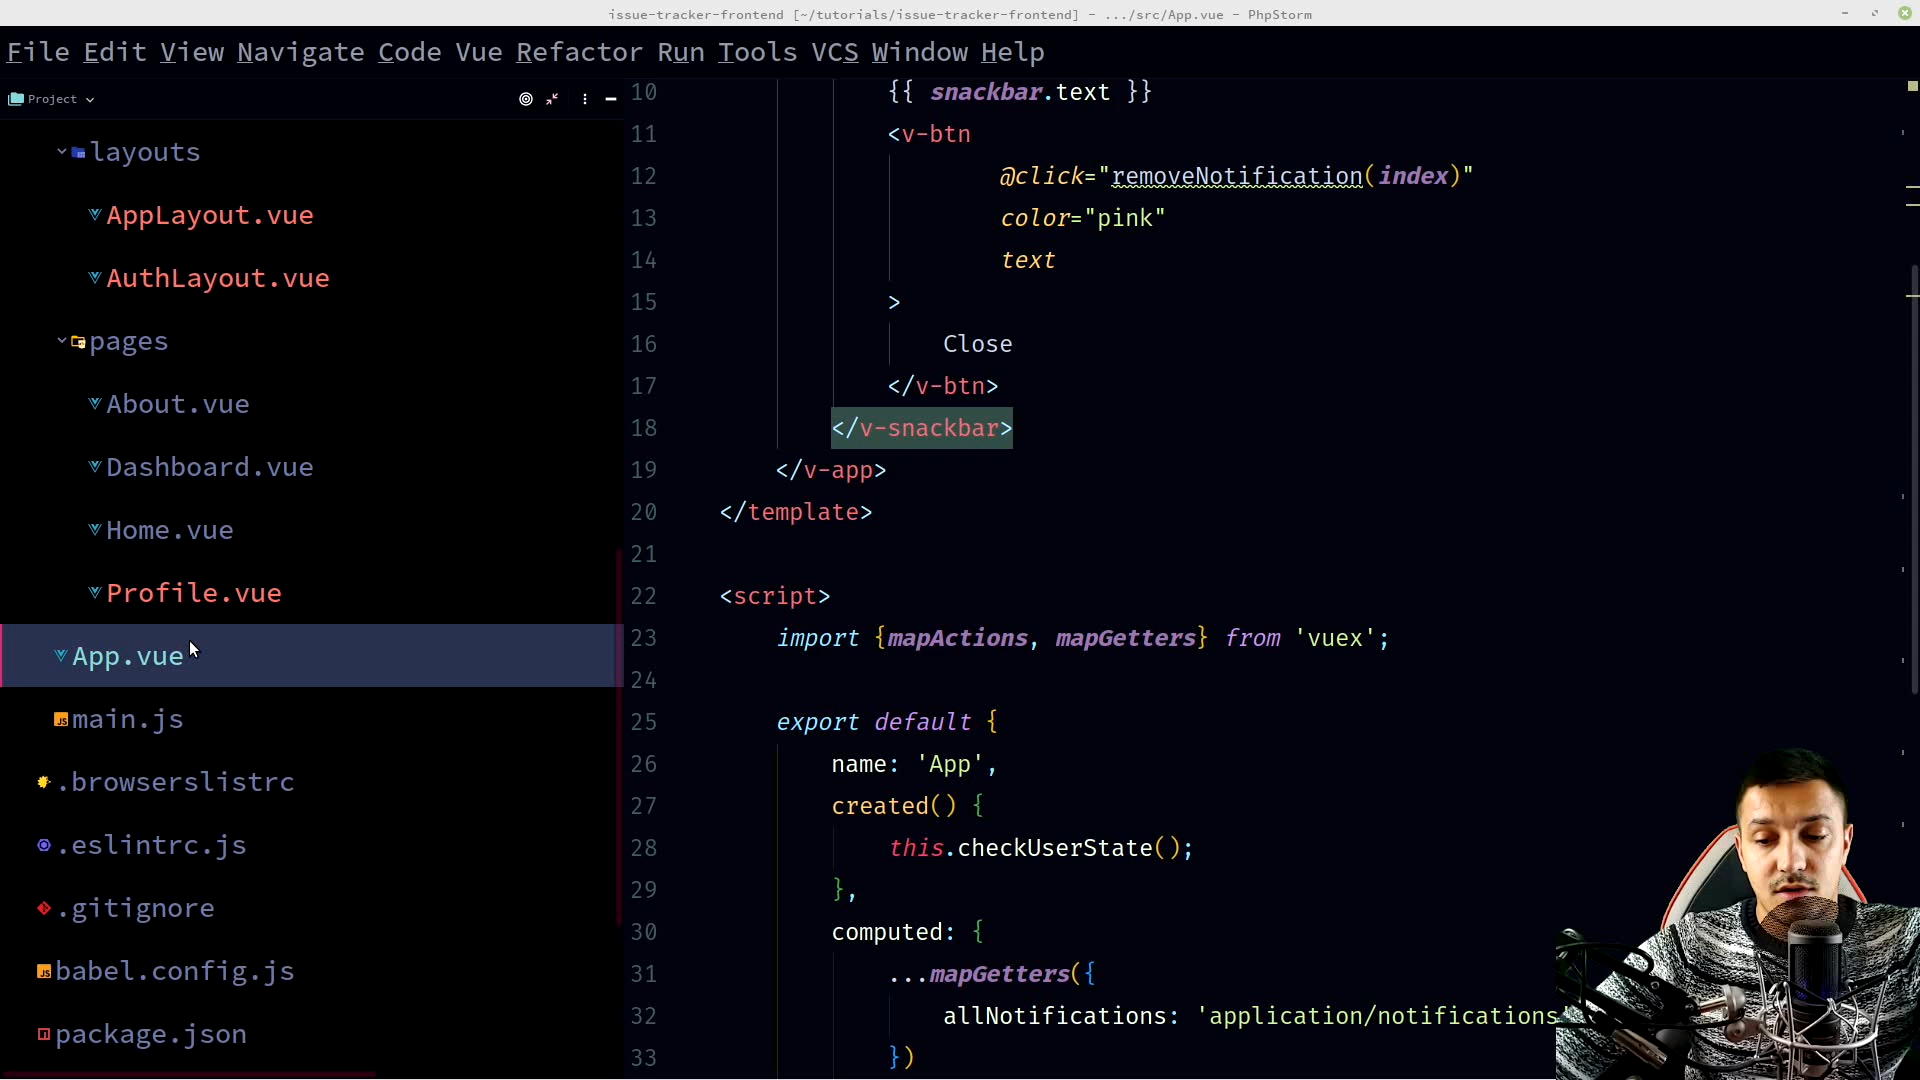 issue-tracker-frontend [~/tutorials/issue-tracker-frontend] - .../src/App.vue - PhpStorm
File Edit View Navigate Code Vue Refactor Run Tools VCS Window Help
Project
layouts
AppLayout.vue
AuthLayout.vue
pages
About.vue
Dashboard.vue
Home.vue
Profile.vue
App.vue
main.js
.browserslistrc
.eslintrc.js
.gitignore
babel.config.js
package.json
10 {{ snackbar.text }}
11 <v-btn
12 @click="removeNotification(index)"
13 color="pink"
14 text
15 >
16 Close
17 </v-btn>
18 </v-snackbar>
19 </v-app>
20 </template>
21
22 <script>
23 import {mapActions, mapGetters} from 'vuex';
24
25 export default {
26 name: 'App',
27 created() {
28 this.checkUserState();
29 },
30 computed: {
31 ...mapGetters({
32 allNotifications: 'application/notifications'
33 })